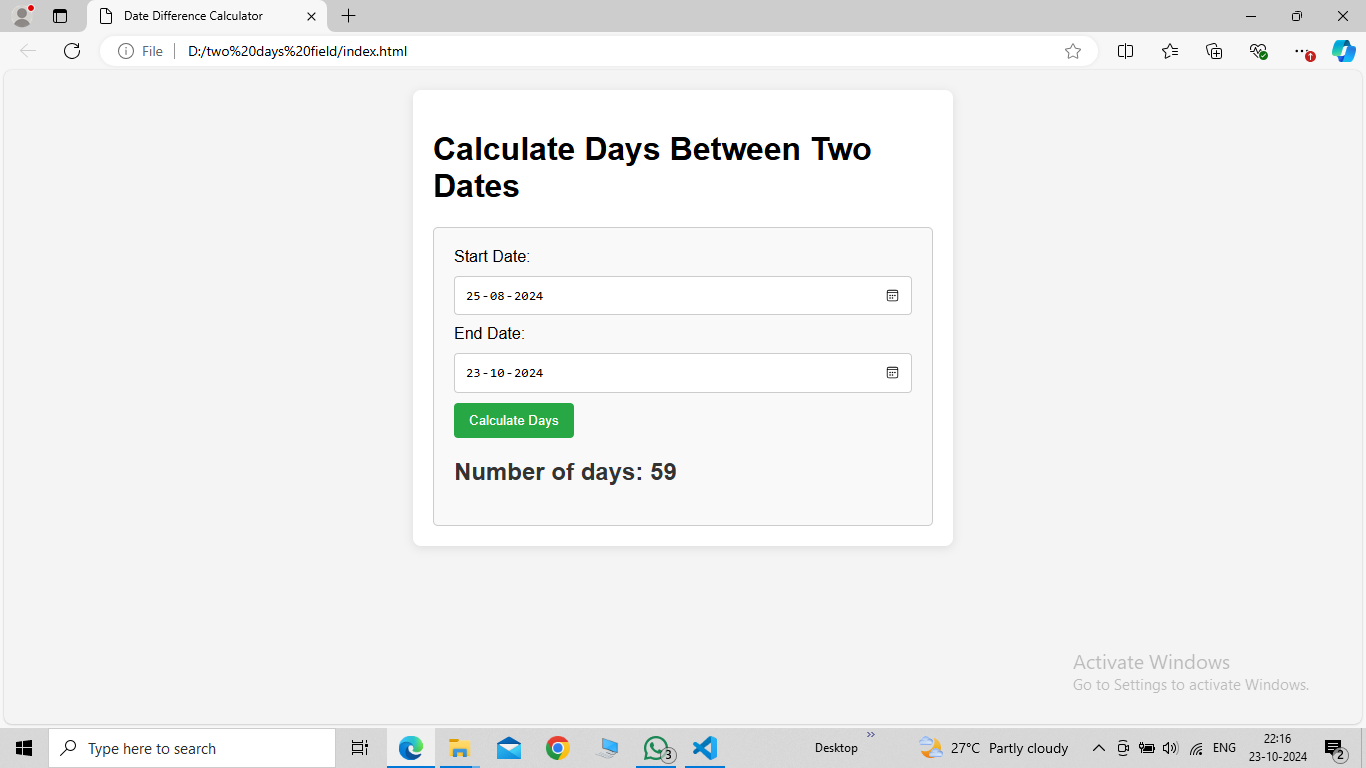 Date Difference Calculator
File
D:/two%20days%20field/index.html
Calculate Days Between Two
Dates
Start Date:
25-08-2024
End Date:
23-10-2024
Calculate Days
Number of days: 59
Activate Windows
Go to Settings to activate Windows.
Type here to search
3
Desktop
27°C Partly cloudy
ENG
22:16
23-10-2024
2